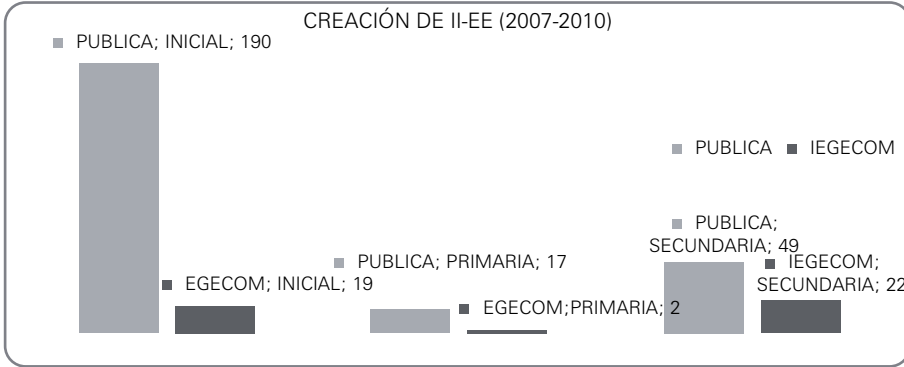 CREACIÓN DE II-EE (2007-2010)
PUBLICA; INICIAL; 190
PUBLICA IEGECOM
PUBLICA;
SECUNDARIA; 49
PUBLICA; PRIMARIA; 17
IEGECOM;
SECUNDARIA; 22
EGECOM; INICIAL; 19
EGECOM;PRIMARIA; 2